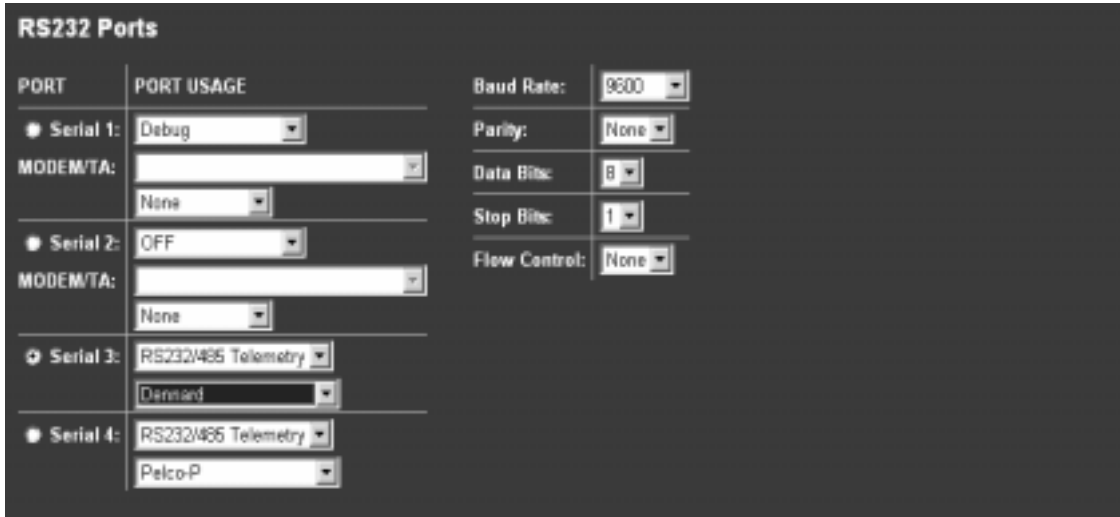 RS232 Ports
PORT PORT USAGE
Serial 1: Debug
MODEM/TA:
None
Serial 2: OFF
MODEM/TA:
None
Serial 3: RS232/485 Telemetry
Dennard
Serial 4: RS232/485 Telemetry
Pelco-P
Baud Rate: 9600
Parity: None
Data Bits: 8
Stop Bits: 1
Flow Control: None